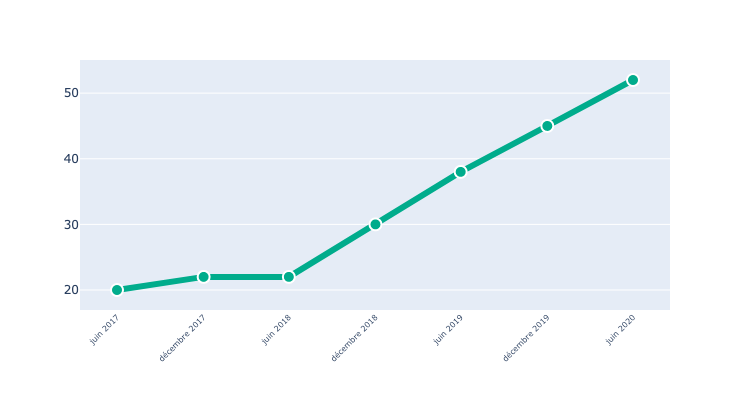 50
40
30
20
juin 2017
décembre 2017
juin 2018
décembre 2018
juin 2019
décembre 2019
juin 2020